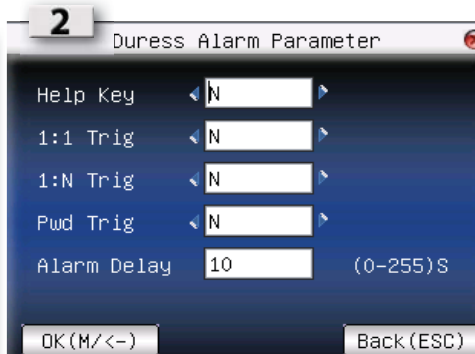 2
Duress Alarm Parameter
Help Key N
1:1 Trig N
1:N Trig N
Pwd Trig N
Alarm Delay 10 (0-255)S
OK(M/<-) Back(ESC)